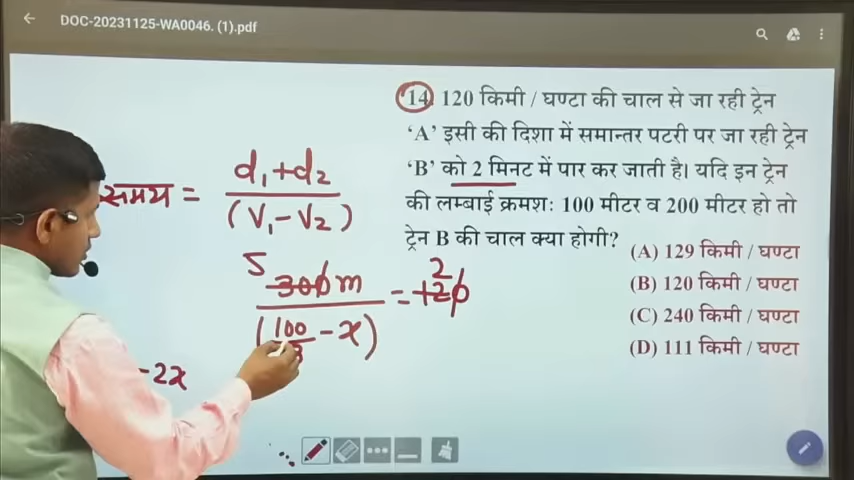 DOC-20231125-WA0046. (1).pdf
14. 120 किमी / घण्टा की चाल से जा रही ट्रेन
'A' इसी की दिशा में समान्तर पटरी पर जा रही ट्रेन
'B' को 2 मिनट में पार कर जाती है। यदि इन ट्रेन
की लम्बाई क्रमशः 100 मीटर व 200 मीटर हो तो
ट्रेन B की चाल क्या होगी?
(A) 129 किमी / घण्टा
(B) 120 किमी / घण्टा
(C) 240 किमी / घण्टा
(D) 111 किमी / घण्टा
समय = d₁+d₂
(V₁-V₂)
5 2
300m = 120
(100/3 - x)
-2x